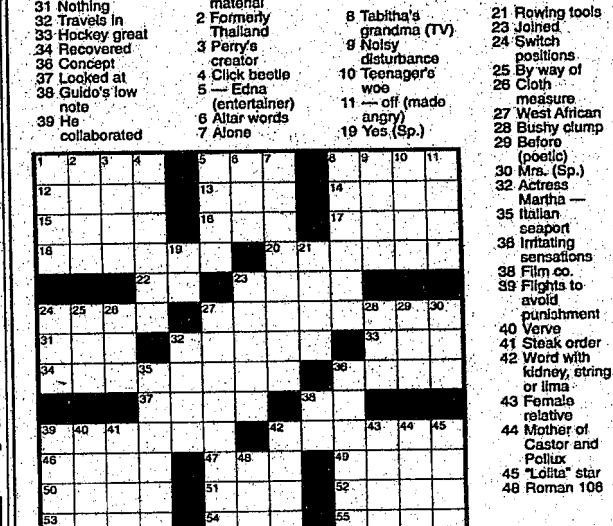 31 Nothing
32 Travels in
33 Hockey great
34 Recovered
36 Concept
37 Looked at
38 Guido's low
note
39 He
collaborated
material
2 Formerly
Thailand
3 Perry's
creator
4 Click beetle
5 — Edna
(entertainer)
6 Altar words
7 Alone
8 Tabitha's
grandma (TV)
9 Noisy
disturbance
10 Teenager's
woe
11 — off (made
angry)
19 Yes (Sp.)
21 Rowing tools
23 Joined
24 Switch
positions
25 By way of
26 Cloth
measure
27 West African
28 Bushy clump
29 Before
(poetic)
30 Mrs. (Sp.)
32 Actress
Martha —
35 Italian
seaport
36 Irritating
sensations
38 Film co.
39 Flights to
avoid
punishment
40 Verve
41 Steak order
42 Word with
kidney, string
or lima
43 Female
relative
44 Mother of
Castor and
Pollux
45 "Lolita" star
48 Roman 106
1 2 3 4 5 6 7 8 9 10 11
12 13 14
15 16 17
18 19 20 21
22 23
24 25 26 27 28 29 30
31 32 33
34 35 36
37 38
39 40 41 42 43 44 45
46 47 48 49
50 51 52
53 54 55